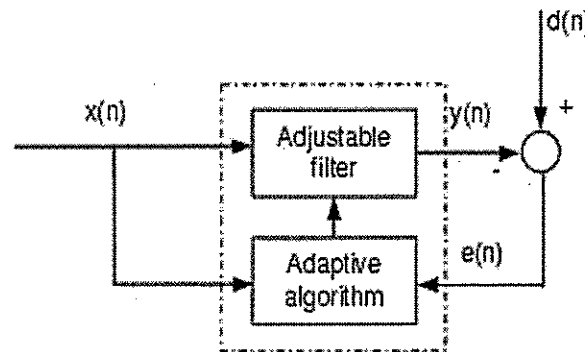 d(n)
x(n)
y(n)
+
Adjustable
filter
-
e(n)
Adaptive
algorithm